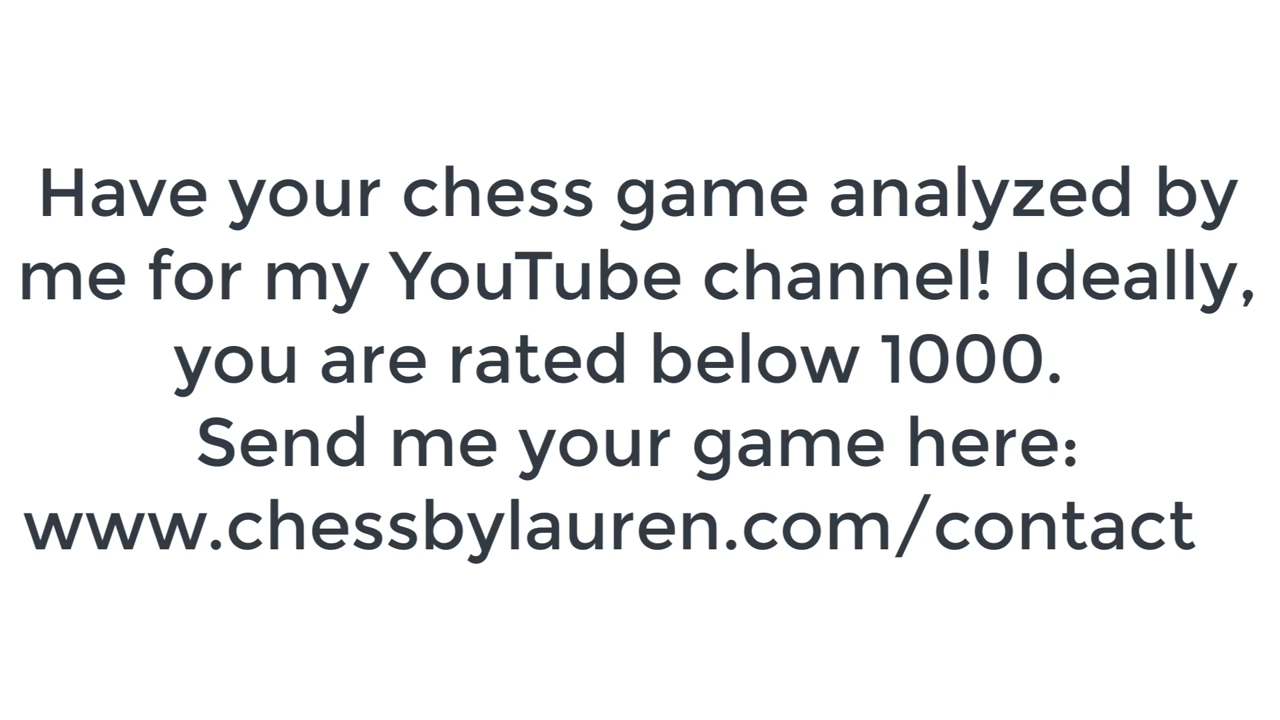 Have your chess game analyzed by
me for my YouTube channel! Ideally,
you are rated below 1000.
Send me your game here:
www.chessbylauren.com/contact